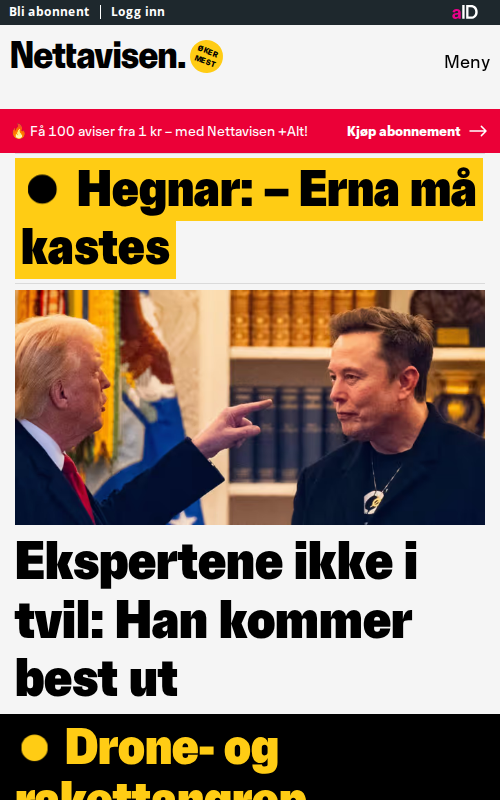 Bli abonnent Logg inn aID
Nettavisen. ØKER
MEST
Meny
🔥 Få 100 aviser fra 1 kr – med Nettavisen +Alt! Kjøp abonnement →
Hegnar: – Erna må
kastes
Ekspertene ikke i
tvil: Han kommer
best ut
Drone- og
rakettangrep